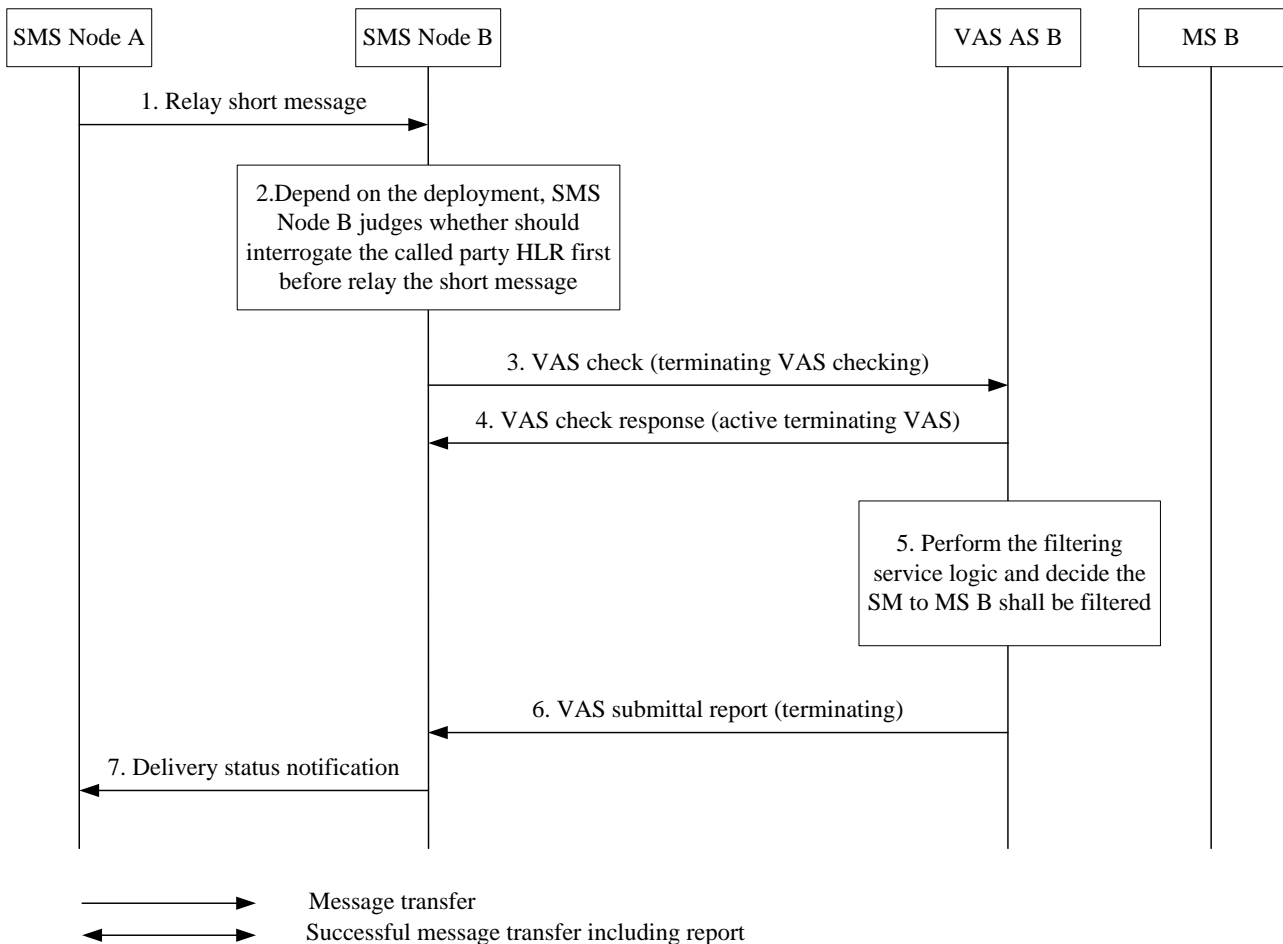 SMS Node A
SMS Node B
VAS AS B
MS B
1. Relay short message
2.Depend on the deployment, SMS
Node B judges whether should
interrogate the called party HLR first
before relay the short message
3. VAS check (terminating VAS checking)
4. VAS check response (active terminating VAS)
5. Perform the filtering
service logic and decide the
SM to MS B shall be filtered
6. VAS submittal report (terminating)
7. Delivery status notification
Message transfer
Successful message transfer including report